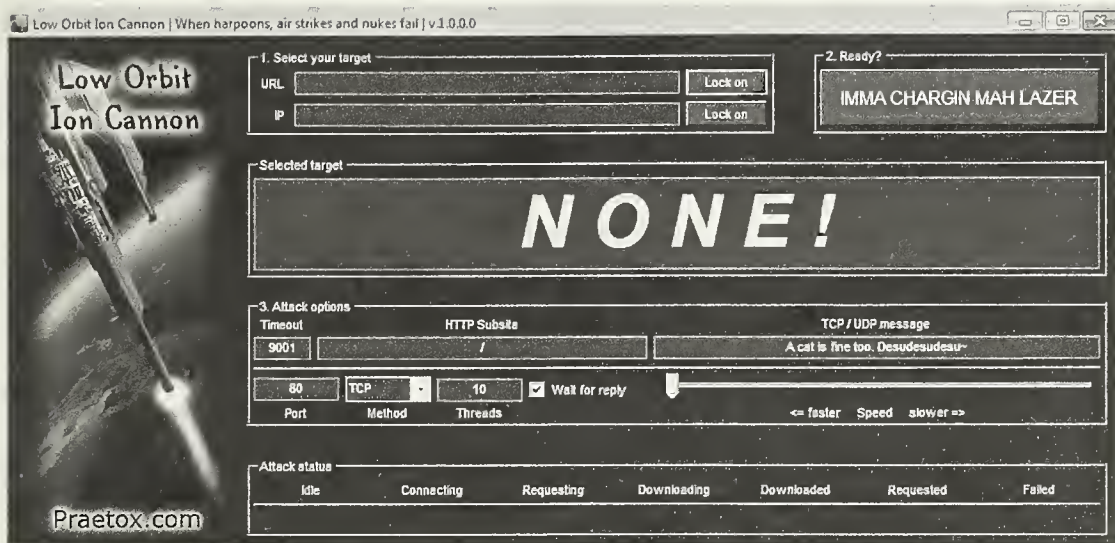 Low Orbit Ion Cannon | When harpoons, air strikes and nukes fail | v.1.0.0.0
Low Orbit
Ion Cannon
1. Select your target
URL Lock on
IP Lock on
2. Ready?
IMMA CHARGIN MAH LAZER
Selected target
NONE!
3. Attack options
Timeout HTTP Subsite TCP / UDP message
9001 / A cat is fine too. Desudesudesu~
80 TCP 10 Wait for reply
Port Method Threads <= faster Speed slower =>
Attack status
Idle Connecting Requesting Downloading Downloaded Requested Failed
Praetox.com